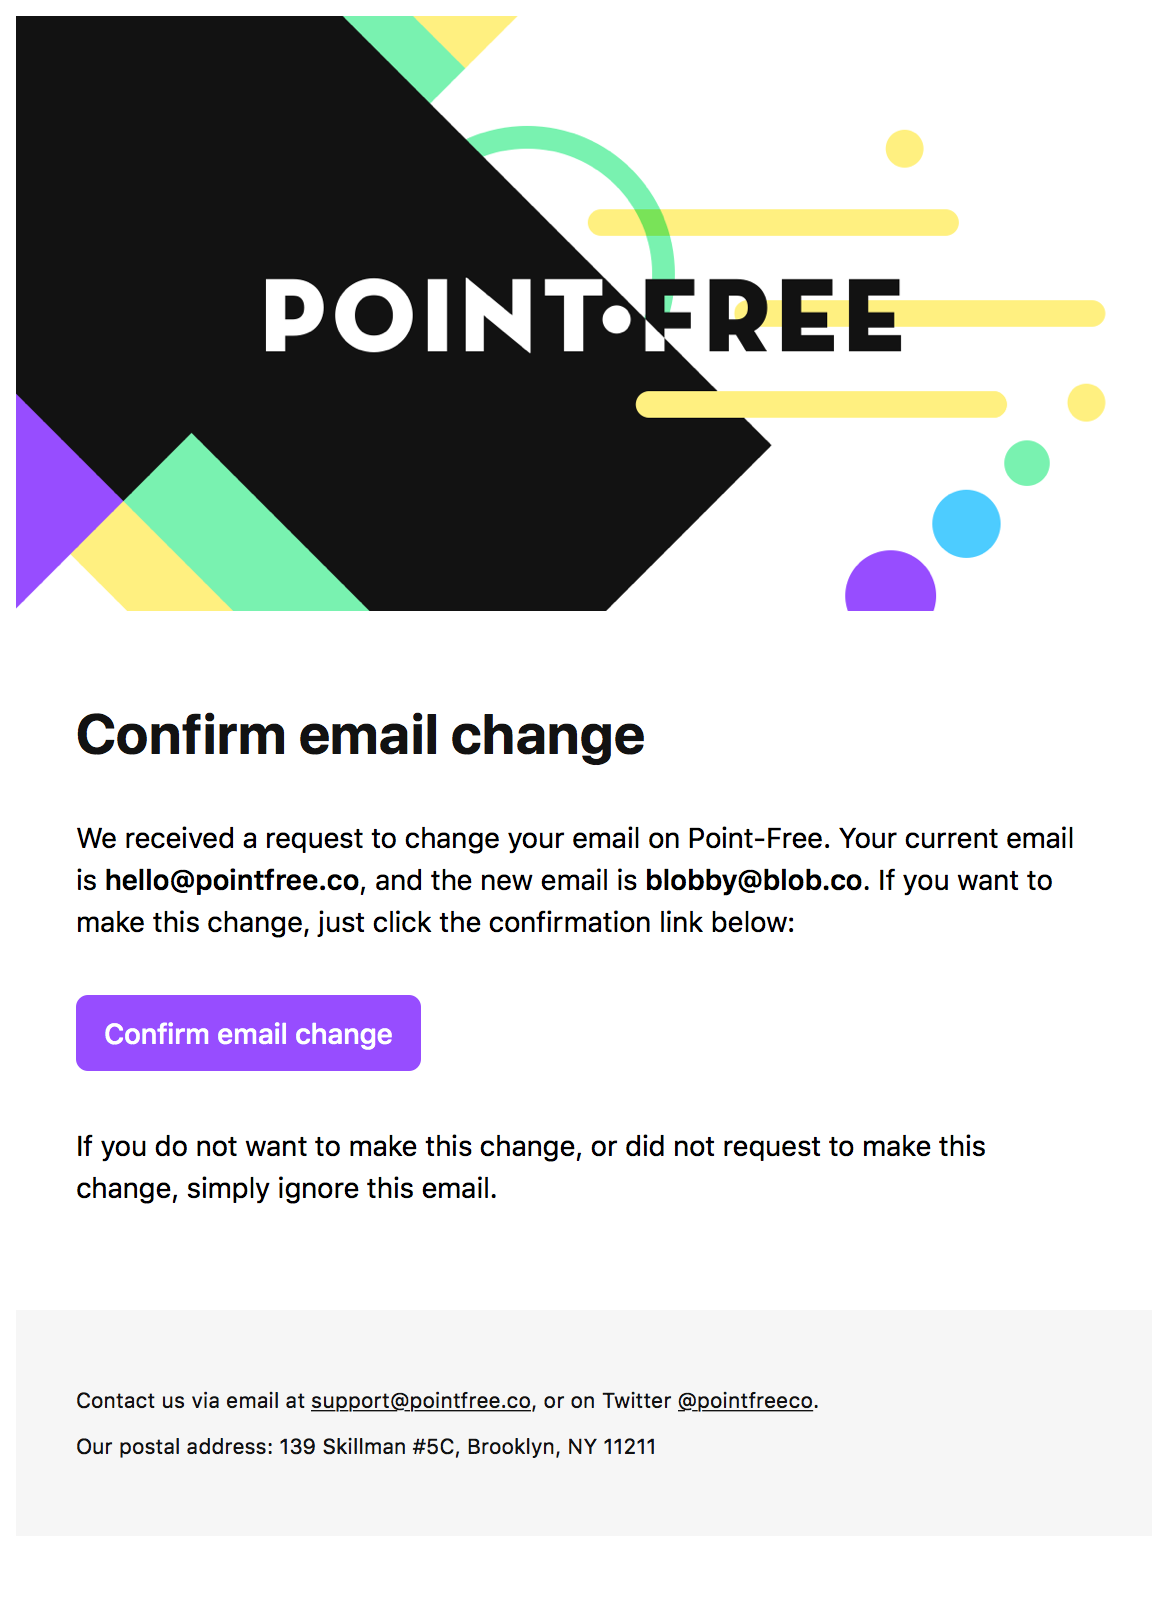 POINT•FREE
Confirm email change
We received a request to change your email on Point-Free. Your current email
is hello@pointfree.co, and the new email is blobby@blob.co. If you want to
make this change, just click the confirmation link below:
Confirm email change
If you do not want to make this change, or did not request to make this
change, simply ignore this email.
Contact us via email at support@pointfree.co, or on Twitter @pointfreeco.
Our postal address: 139 Skillman #5C, Brooklyn, NY 11211